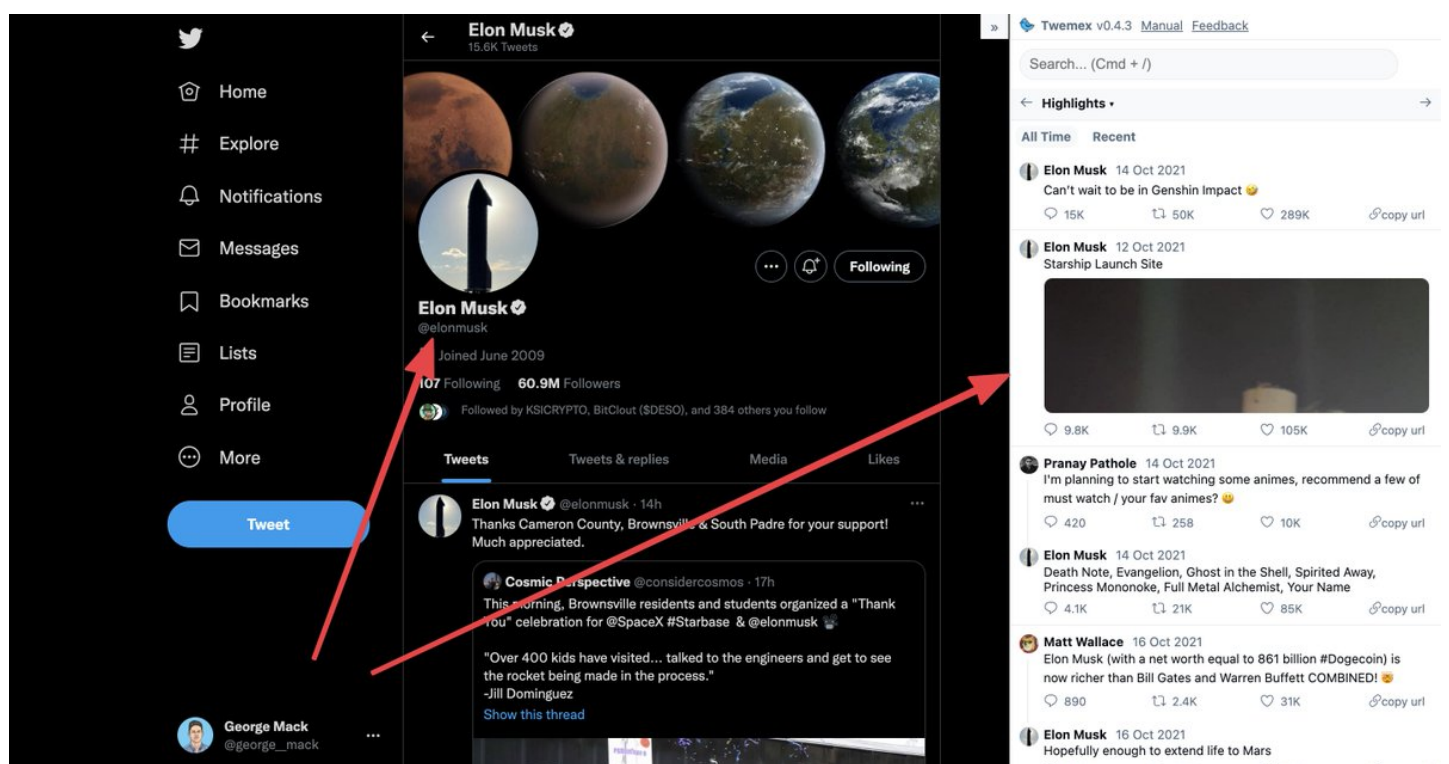 Home
Explore
Notifications
Messages
Bookmarks
Lists
Profile
More
Tweet
George Mack
@george_mack
Elon Musk
15.6K Tweets
Following
Elon Musk
@elonmusk
Joined June 2009
107 Following 60.9M Followers
Followed by KSICRYPTO, BitClout ($DESO), and 384 others you follow
Tweets Tweets & replies Media Likes
Elon Musk @elonmusk · 14h
Thanks Cameron County, Brownsville & South Padre for your support!
Much appreciated.
Cosmic Perspective @considercosmos · 17h
This morning, Brownsville residents and students organized a "Thank
You" celebration for @SpaceX #Starbase & @elonmusk
"Over 400 kids have visited... talked to the engineers and get to see
the rocket being made in the process."
-Jill Dominguez
Show this thread
» Twemex v0.4.3 Manual Feedback
Search... (Cmd + /)
← Highlights ▾ →
All Time Recent
Elon Musk 14 Oct 2021
Can't wait to be in Genshin Impact 😜
15K 50K 289K copy url
Elon Musk 12 Oct 2021
Starship Launch Site
9.8K 9.9K 105K copy url
Pranay Pathole 14 Oct 2021
I'm planning to start watching some animes, recommend a few of
must watch / your fav animes? 😃
420 258 10K copy url
Elon Musk 14 Oct 2021
Death Note, Evangelion, Ghost in the Shell, Spirited Away,
Princess Mononoke, Full Metal Alchemist, Your Name
4.1K 21K 85K copy url
Matt Wallace 16 Oct 2021
Elon Musk (with a net worth equal to 861 billion #Dogecoin) is
now richer than Bill Gates and Warren Buffett COMBINED! 🤯
890 2.4K 31K copy url
Elon Musk 16 Oct 2021
Hopefully enough to extend life to Mars